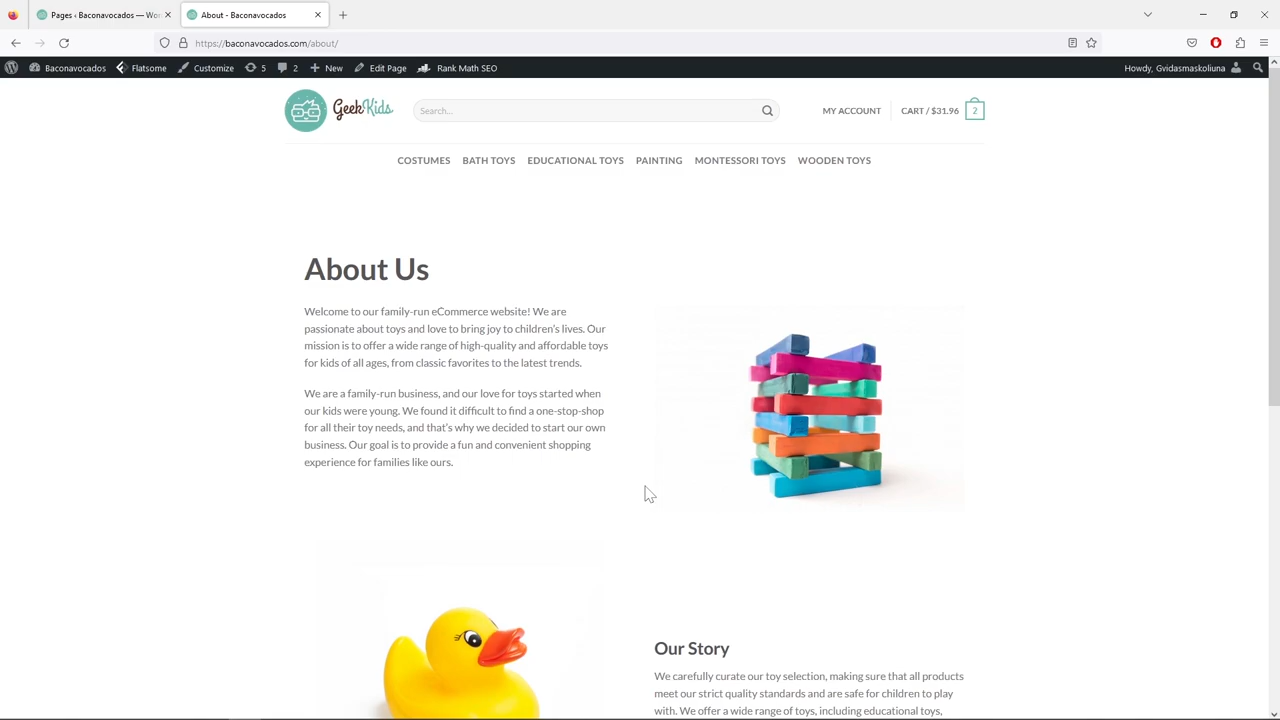 Pages ‹ Baconavocados — Wo
About - Baconavocados
https://baconavocados.com/about/
Baconavocados
Flatsome
Customize
5
2
New
Edit Page
Rank Math SEO
Howdy, Gvidasmaskoliuna
GeekKids
Search...
MY ACCOUNT
CART / $31.96
2
COSTUMES
BATH TOYS
EDUCATIONAL TOYS
PAINTING
MONTESSORI TOYS
WOODEN TOYS
About Us
Welcome to our family-run eCommerce website! We are
passionate about toys and love to bring joy to children's lives. Our
mission is to offer a wide range of high-quality and affordable toys
for kids of all ages, from classic favorites to the latest trends.
We are a family-run business, and our love for toys started when
our kids were young. We found it difficult to find a one-stop-shop
for all their toy needs, and that's why we decided to start our own
business. Our goal is to provide a fun and convenient shopping
experience for families like ours.
Our Story
We carefully curate our toy selection, making sure that all products
meet our strict quality standards and are safe for children to play
with. We offer a wide range of toys, including educational toys,